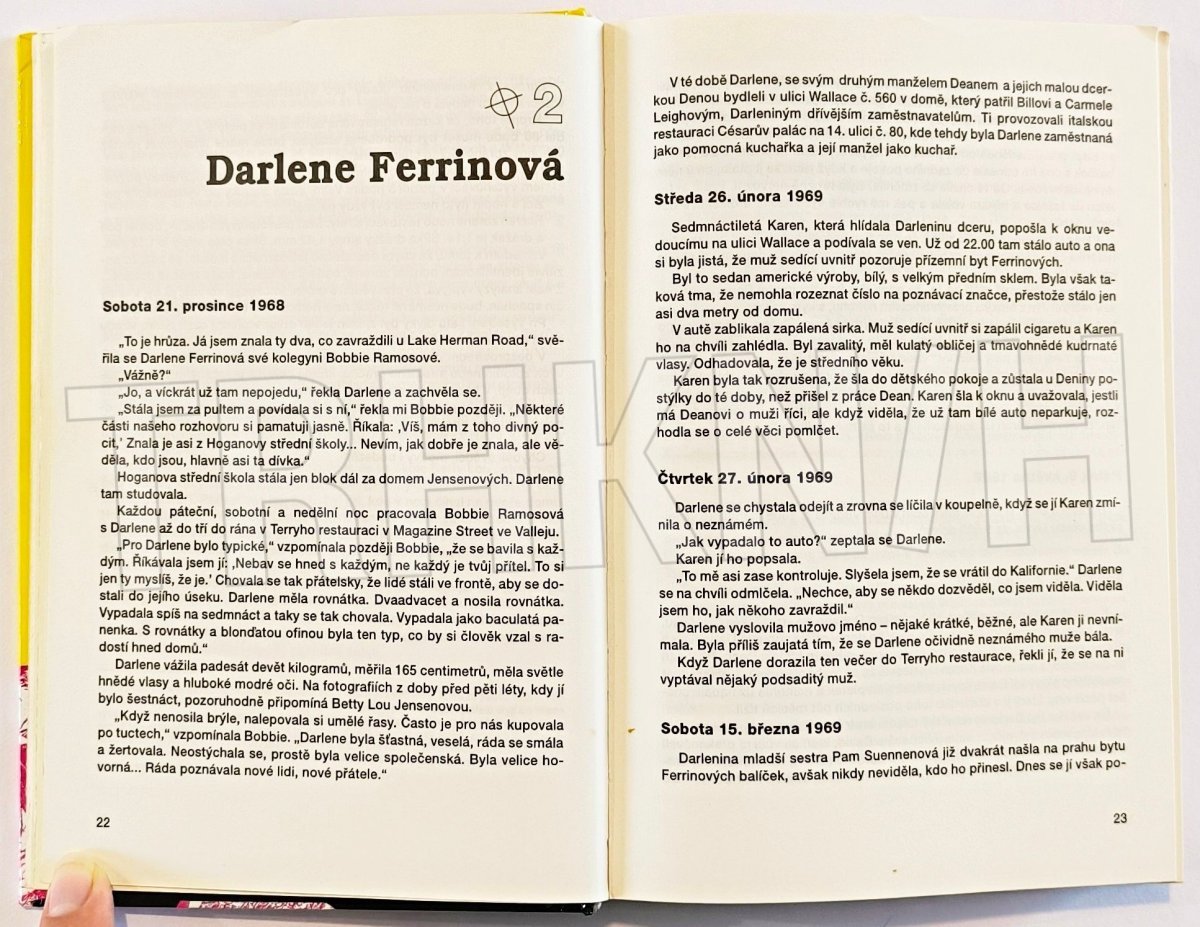 2
Darlene Ferrinová
Sobota 21. prosince 1968
„To je hrůza. Já jsem znala ty dva, co zavraždili u Lake Herman Road,“ svě-
řila se Darlene Ferrinová své kolegyni Bobbie Ramosové.
„Vážně?“
„Jo, a víckrát už tam nepojedu,“ řekla Darlene a zachvěla se.
„Stála jsem za pultem a povídala si s ní,“ řekla mi Bobbie později. „Některé
části našeho rozhovoru si pamatuji jasně. Říkala: ‚Víš, mám z toho divný po-
cit,‘ Znala je asi z Hoganovy střední školy... Nevím, jak dobře je znala, ale vě-
děla, kdo jsou, hlavně asi ta dívka.“
Hoganova střední škola stála jen blok dál za domem Jensenových. Darlene
tam studovala.
Každou páteční, sobotní a nedělní noc pracovala Bobbie Ramosová
s Darlene až do tří do rána v Terryho restauraci v Magazine Street ve Valleju.
„Pro Darlene bylo typické,“ vzpomínala později Bobbie, „že se bavila s kaž-
dým. Říkávala jsem jí: ‚Nebav se hned s každým, ne každý je tvůj přítel. To si
jen ty myslíš, že je.‘ Chovala se tak přátelsky, že lidé stáli ve frontě, aby se do-
stali do jejího úseku. Darlene měla rovnátka. Dvaadvacet a nosila rovnátka.
Vypadala spíš na sedmnáct a taky se tak chovala. Vypadala jako baculatá pa-
nenka. S rovnátky a blonďatou ofinou byla ten typ, co by si člověk vzal s ra-
dostí hned domů.“
Darlene vážila padesát devět kilogramů, měřila 165 centimetrů, měla světle
hnědé vlasy a hluboké modré oči. Na fotografiích z doby před pěti léty, kdy jí
bylo šestnáct, pozoruhodně připomíná Betty Lou Jensenovou.
„Když nenosila brýle, nalepovala si umělé řasy. Často je pro nás kupovala
po tuctech,“ vzpomínala Bobbie. „Darlene byla šťastná, veselá, ráda se smála
a žertovala. Neostýchala se, prostě byla velice společenská. Byla velice ho-
vorná... Ráda poznávala nové lidi, nové přátele.“
22
V té době Darlene, se svým druhým manželem Deanem a jejich malou dcer-
kou Denou bydleli v ulici Wallace č. 560 v domě, který patřil Billovi a Carmele
Leighovým, Darleniným dřívějším zaměstnavatelům. Ti provozovali italskou
restauraci Césarův palác na 14. ulici č. 80, kde tehdy byla Darlene zaměstnaná
jako pomocná kuchařka a její manžel jako kuchař.
Středa 26. února 1969
Sedmnáctiletá Karen, která hlídala Darleninu dceru, popošla k oknu ve-
doucímu na ulici Wallace a podívala se ven. Už od 22.00 tam stálo auto a ona
si byla jistá, že muž sedící uvnitř pozoruje přízemní byt Ferrinových.
Byl to sedan americké výroby, bílý, s velkým předním sklem. Byla však ta-
ková tma, že nemohla rozeznat číslo na poznávací značce, přestože stálo jen
asi dva metry od domu.
V autě zablikala zapálená sirka. Muž sedící uvnitř si zapálil cigaretu a Karen
ho na chvíli zahlédla. Byl zavalitý, měl kulatý obličej a tmavohnědé kudrnaté
vlasy. Odhadovala, že je středního věku.
Karen byla tak rozrušena, že šla do dětského pokoje a zůstala u Deniny po-
stýlky do té doby, než přišel z práce Dean. Karen šla k oknu a uvažovala, jestli
má Deanovi o muži říci, ale když viděla, že už tam bílé auto neparkuje, roz-
hodla se o celé věci pomlčet.
Čtvrtek 27. února 1969
Darlene se chystala odejít a zrovna se líčila v koupelně, když se jí Karen zmí-
nila o neznámém.
„Jak vypadalo to auto?“ zeptala se Darlene.
Karen jí ho popsala.
„To mě asi zase kontroluje. Slyšela jsem, že se vrátil do Kalifornie.“ Darlene
se na chvíli odmlčela. „Nechce, aby se někdo dozvěděl, co jsem viděla. Viděla
jsem ho, jak někoho zavraždil.“
Darlene vyslovila mužovo jméno – nějaké krátké, běžné, ale Karen ji nevní-
mala. Byla příliš zaujatá tím, že se Darlene očividně neznámého muže bála.
Když Darlene dorazila ten večer do Terryho restaurace, řekli jí, že se na ni
vyptával nějaký podsaditý muž.
Sobota 15. března 1969
Darlenina mladší sestra Pam Suennenová již dvakrát našla na prahu bytu
Ferrinových balíček, avšak nikdy neviděla, kdo ho přinesl. Dnes se jí však po-
23
TRHKNIH